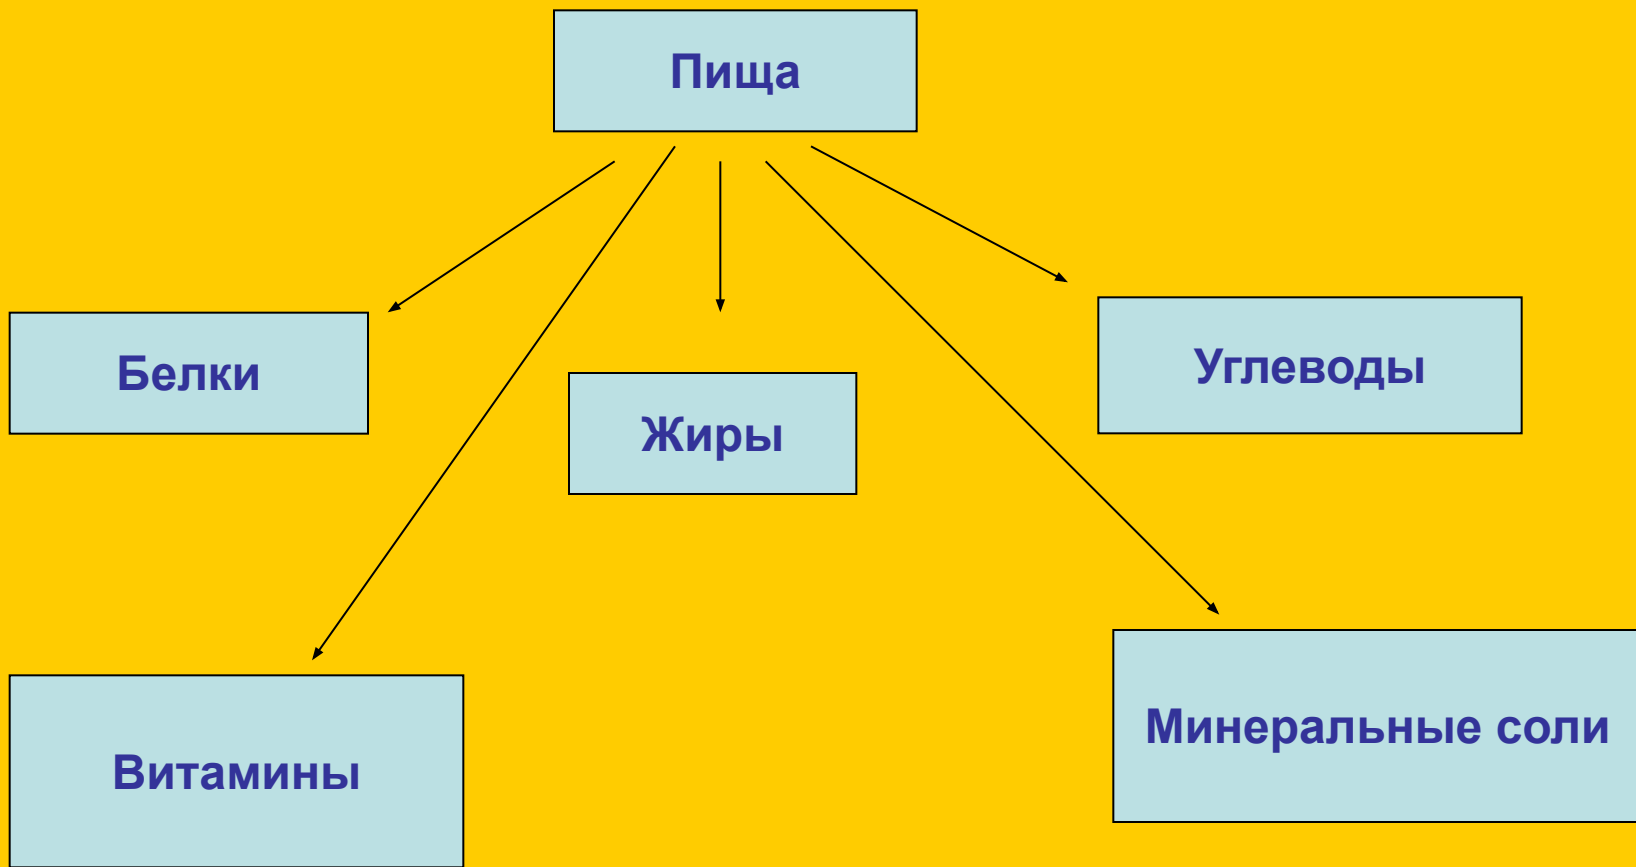 Пища
Белки
Жиры
Углеводы
Витамины
Минеральные соли